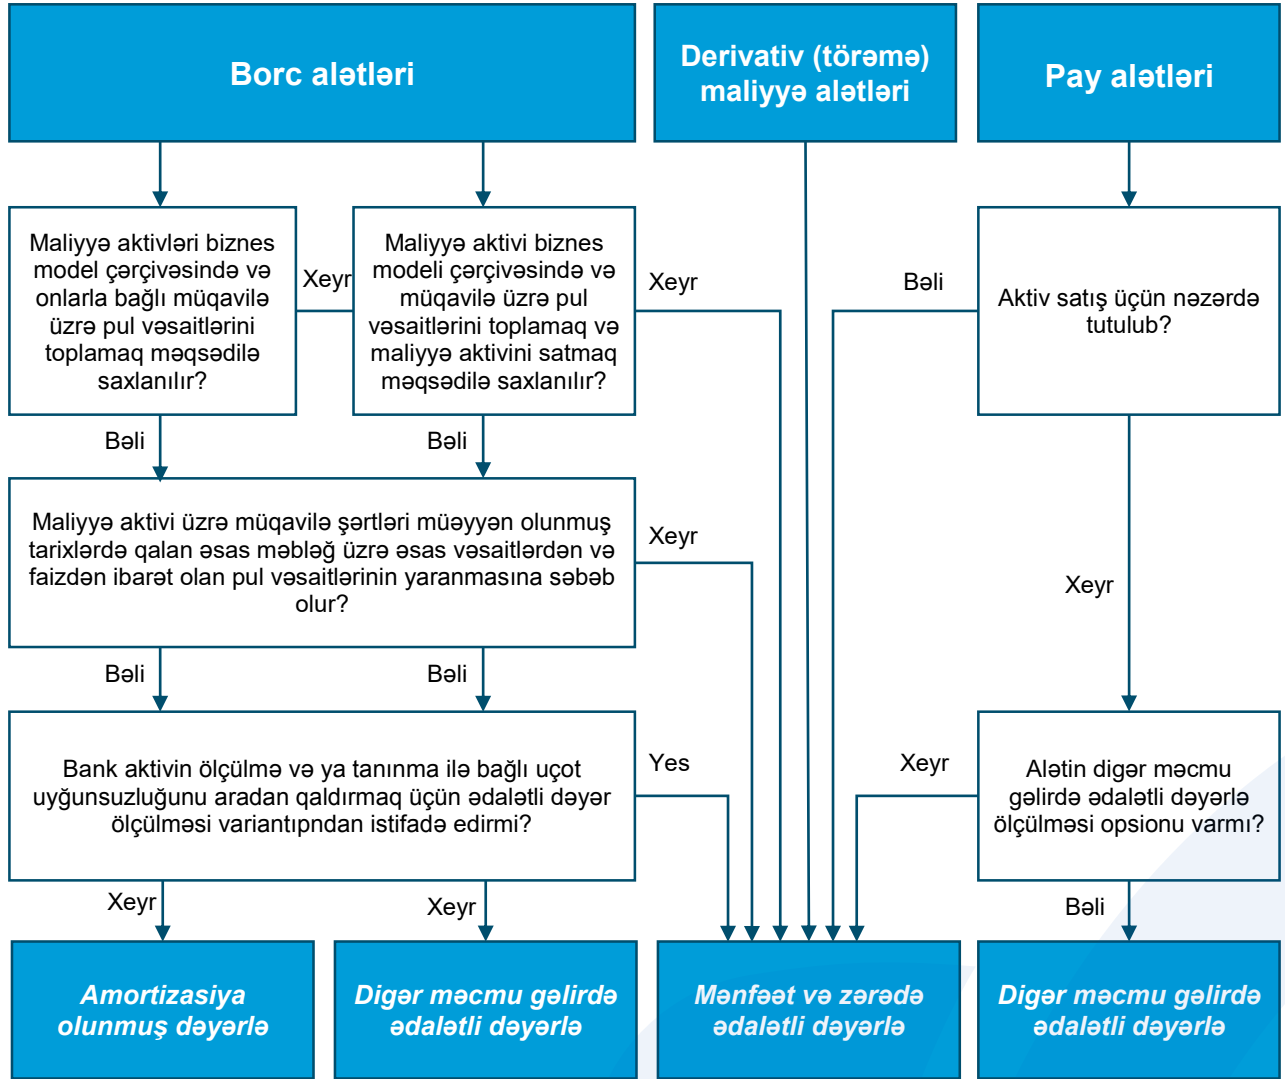 Borc alətləri
Derivativ (törəmə)
maliyyə alətləri
Pay alətləri
Maliyyə aktivləri biznes
model çərçivəsində və
onlarla bağlı müqavilə
üzrə pul vəsaitlərini
toplamaq məqsədilə
saxlanılır?
Xeyr
Maliyyə aktivi biznes
modeli çərçivəsində və
müqavilə üzrə pul
vəsaitlərini toplamaq və
maliyyə aktivini satmaq
məqsədilə saxlanılır?
Xeyr
Bəli
Aktiv satış üçün nəzərdə
tutulub?
Bəli
Bəli
Maliyyə aktivi üzrə müqavilə şərtləri müəyyən olunmuş
tarixlərdə qalan əsas məbləğ üzrə əsas vəsaitlərdən və
faizdən ibarət olan pul vəsaitlərinin yaranmasına səbəb
olur?
Xeyr
Xeyr
Bəli
Bəli
Bank aktivin ölçülmə və ya tanınma ilə bağlı uçot
uyğunsuzluğunu aradan qaldırmaq üçün ədalətli dəyər
ölçülməsi variantıpndan istifadə edirmi?
Yes
Xeyr
Alətin digər məcmu
gəlirdə ədalətli dəyərlə
ölçülməsi opsionu varmı?
Xeyr
Xeyr
Bəli
Amortizasiya
olunmuş dəyərlə
Digər məcmu gəlirdə
ədalətli dəyərlə
Mənfəət və zərədə
ədalətli dəyərlə
Digər məcmu gəlirdə
ədalətli dəyərlə